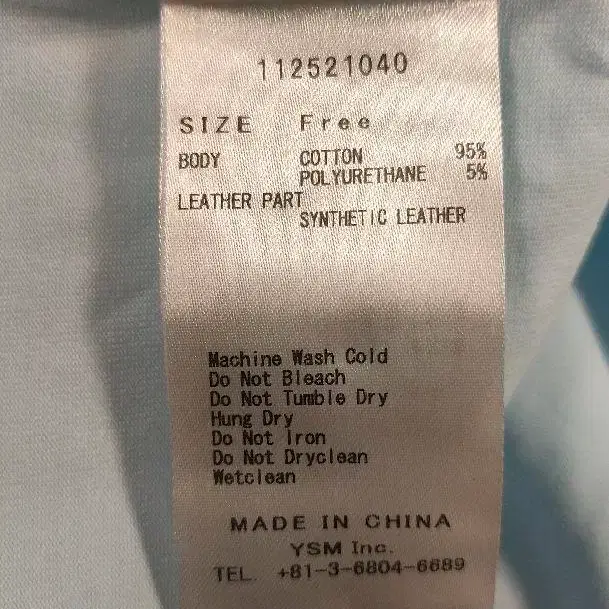 112521040
SIZE Free
BODY COTTON 95%
POLYURETHANE 5%
LEATHER PART
SYNTHETIC LEATHER
Machine Wash Cold
Do Not Bleach
Do Not Tumble Dry
Hung Dry
Do Not Iron
Do Not Dryclean
Wetclean
MADE IN CHINA
YSM Inc.
TEL. +81-3-6804-6689